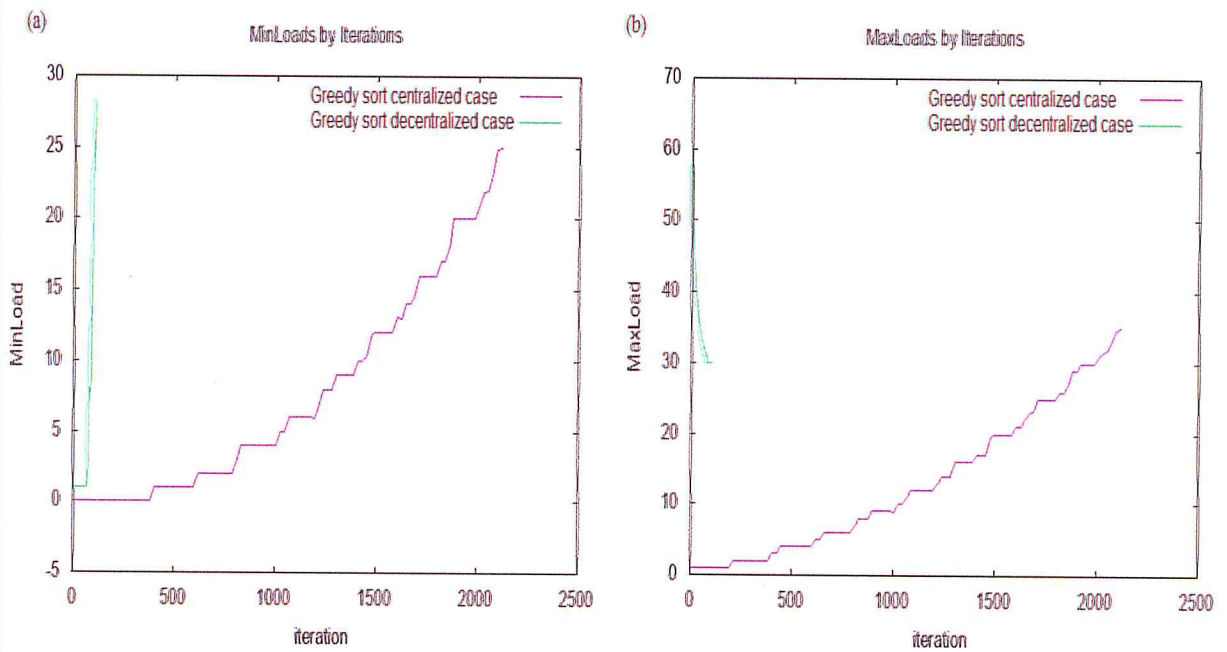 (a)
MinLoads by Iterations
30
25
20
15
10
5
0
-5
MinLoad
Greedy sort centralized case
Greedy sort decentralized case
0 500 1000 1500 2000 2500
iteration
(b)
MaxLoads by Iterations
70
60
50
40
30
20
10
0
MaxLoad
Greedy sort centralized case
Greedy sort decentralized case
0 500 1000 1500 2000 2500
iteration